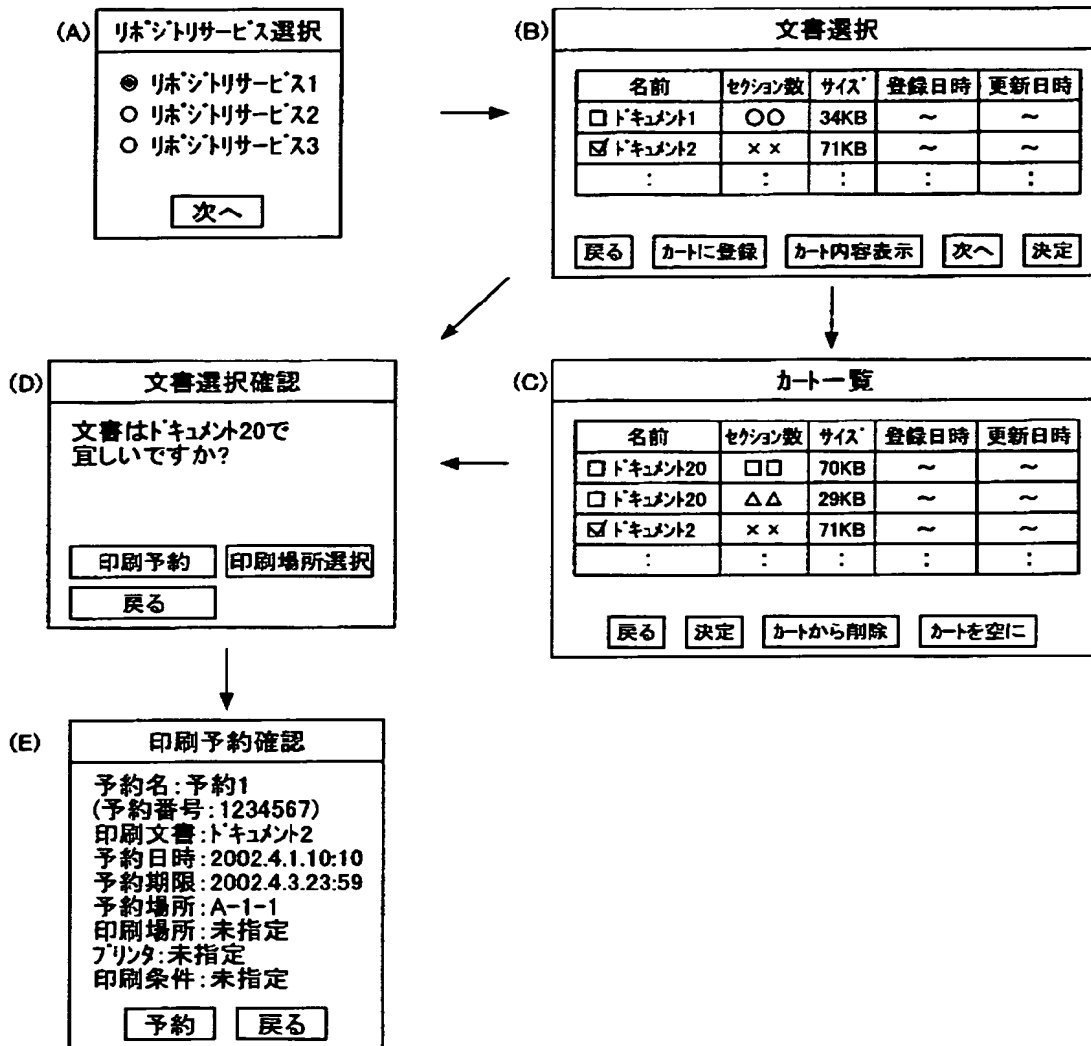 (A)
リポジトリサービス選択
リポジトリサービス1
リポジトリサービス2
リポジトリサービス3
次へ
(B)
文書選択
名前 セクション数 サイズ 登録日時 更新日時
ドキュメント1 ○○ 34KB ～ ～
ドキュメント2 ×× 71KB ～ ～
: : : : :
戻る カートに登録 カート内容表示 次へ 決定
(C)
カート一覧
名前 セクション数 サイズ 登録日時 更新日時
ドキュメント20 □□ 70KB ～ ～
ドキュメント20 △△ 29KB ～ ～
ドキュメント2 ×× 71KB ～ ～
: : : : :
戻る 決定 カートから削除 カートを空に
(D)
文書選択確認
文書はドキュメント20で
宜しいですか?
印刷予約 印刷場所選択
戻る
(E)
印刷予約確認
予約名:予約1
(予約番号:1234567)
印刷文書:ドキュメント2
予約日時:2002.4.1.10:10
予約期限:2002.4.3.23:59
予約場所:A-1-1
印刷場所:未指定
プリンタ:未指定
印刷条件:未指定
予約 戻る